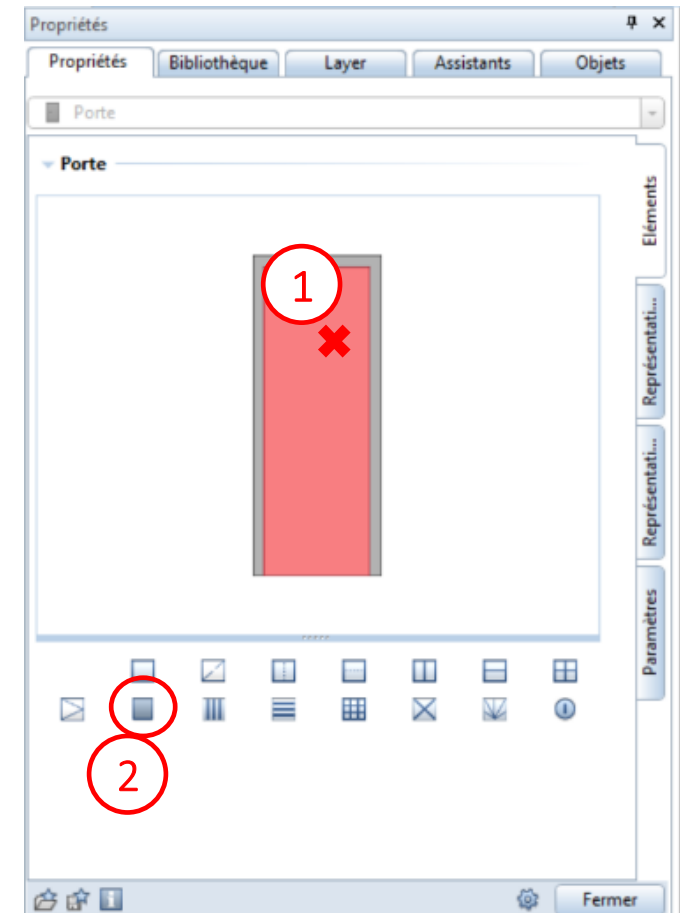 Propriétés
Propriétés Bibliothèque Layer Assistants Objets
Porte
Porte
Eléments
Représentati...
Représentati...
Paramètres
1
2
Fermer